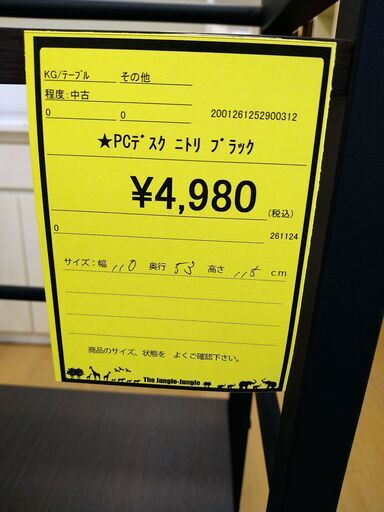 KG/テーブル その他
程度:中古
0 0 2001261252900312
★PCデスク ニトリ ブラック
¥4,980(税込)
0 261124
サイズ:幅 110 奥行 53 高さ 115 cm
商品のサイズ、状態を よくご確認下さい。
The Jungle-Jungle